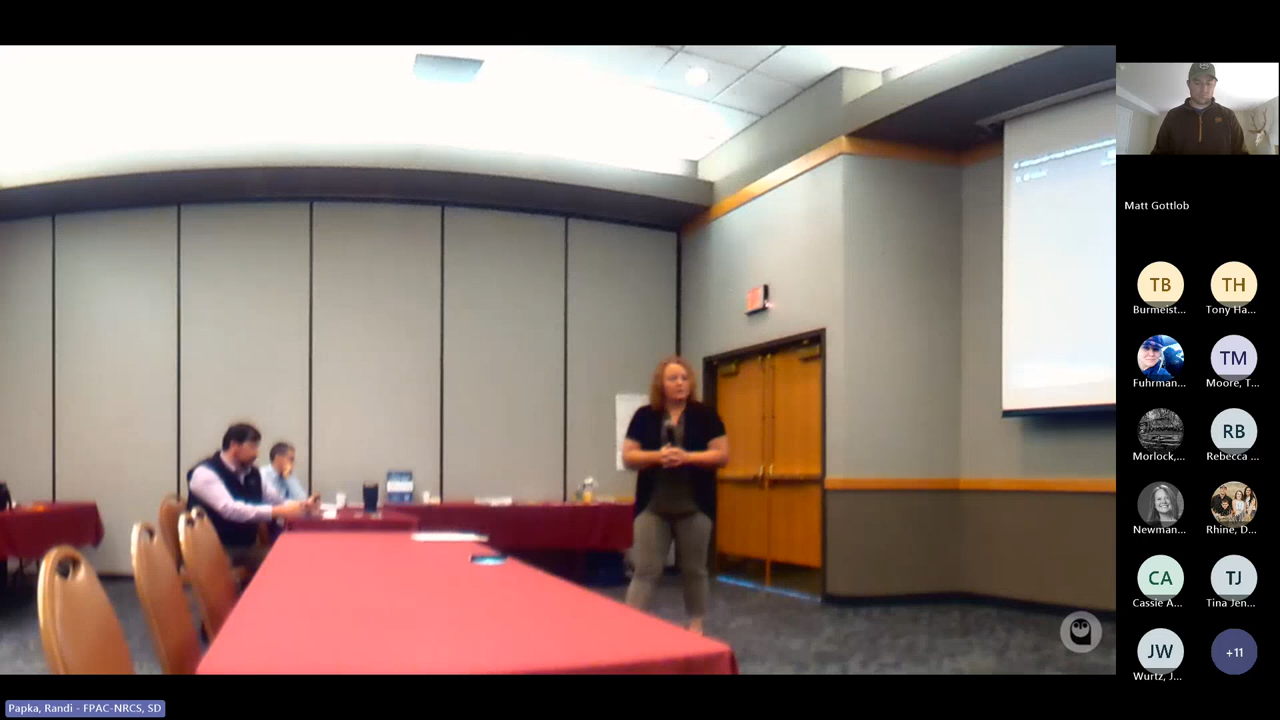 Matt Gottlob
TB
TH
Burmeist...
Tony Ha...
TM
Fuhrman...
Moore, T...
RB
Morlock,...
Rebecca ...
Newman...
Rhine, D...
CA
TJ
Cassie A...
Tina Jen...
JW
+11
Wurtz, J...
Papka, Randi - FPAC-NRCS, SD